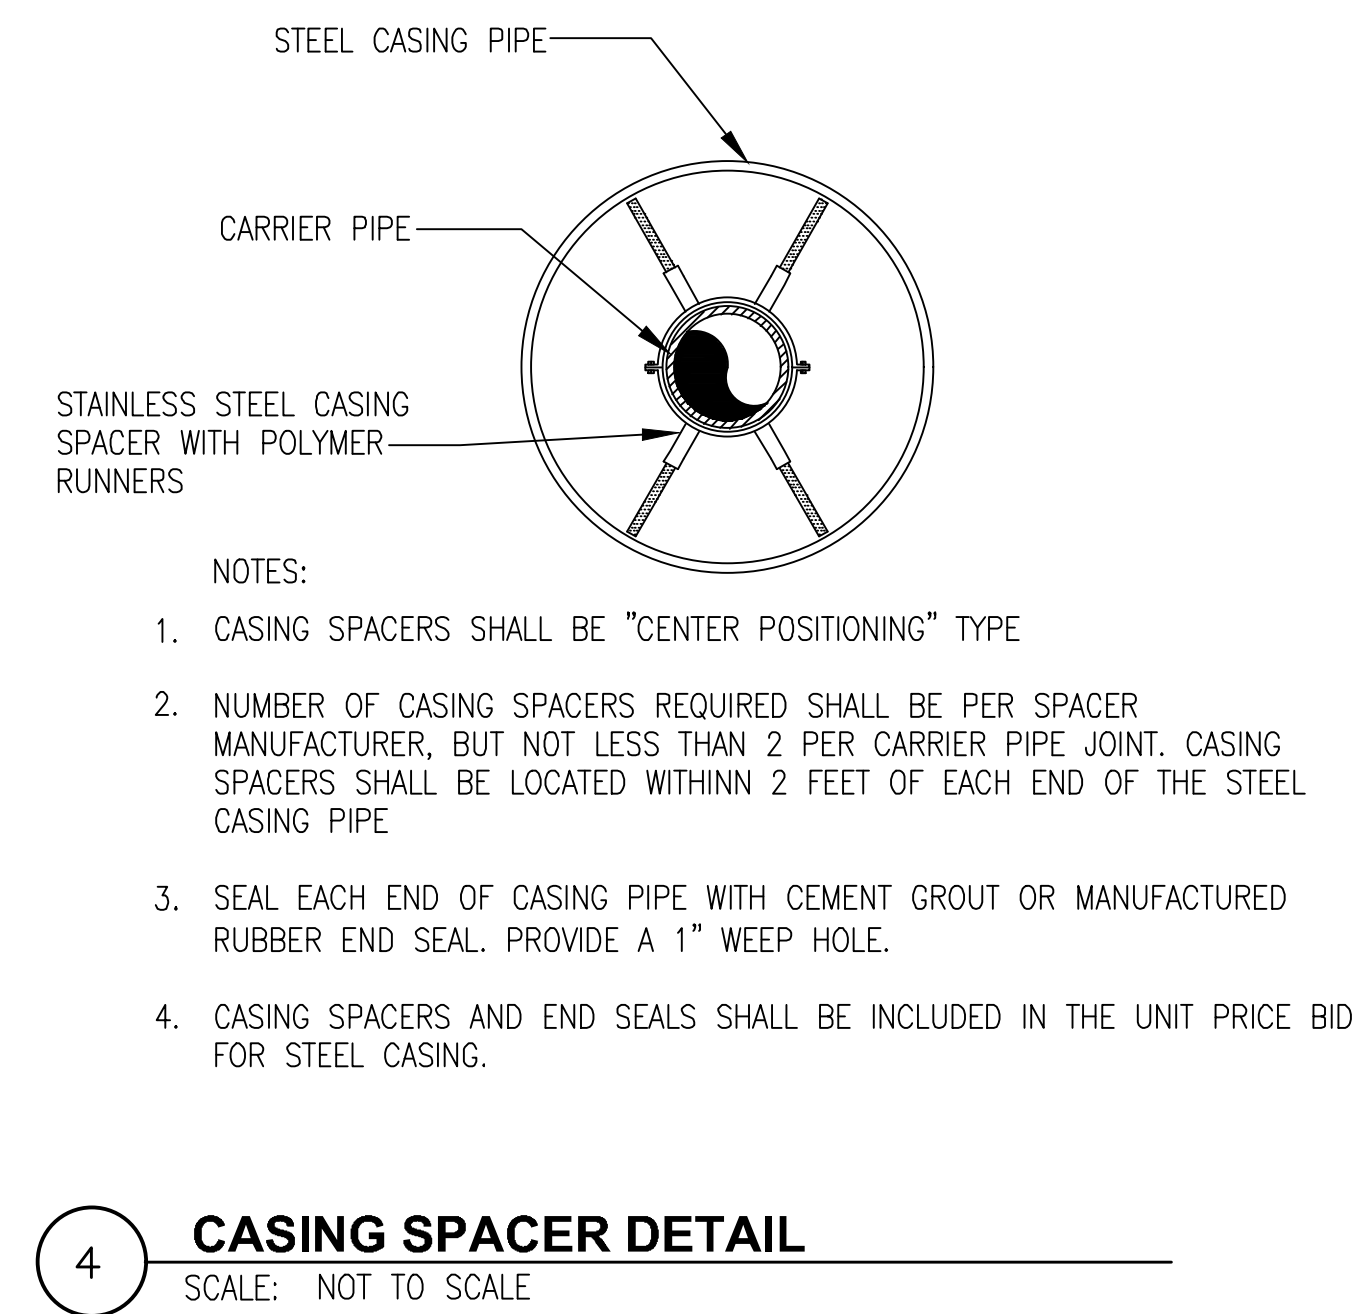 STEEL CASING PIPE
CARRIER PIPE
STAINLESS STEEL CASING
SPACER WITH POLYMER
RUNNERS
NOTES:
1. CASING SPACERS SHALL BE "CENTER POSITIONING" TYPE
2. NUMBER OF CASING SPACERS REQUIRED SHALL BE PER SPACER
MANUFACTURER, BUT NOT LESS THAN 2 PER CARRIER PIPE JOINT. CASING
SPACERS SHALL BE LOCATED WITHINN 2 FEET OF EACH END OF THE STEEL
CASING PIPE
3. SEAL EACH END OF CASING PIPE WITH CEMENT GROUT OR MANUFACTURED
RUBBER END SEAL. PROVIDE A 1" WEEP HOLE.
4. CASING SPACERS AND END SEALS SHALL BE INCLUDED IN THE UNIT PRICE BID
FOR STEEL CASING.
4 CASING SPACER DETAIL
SCALE: NOT TO SCALE